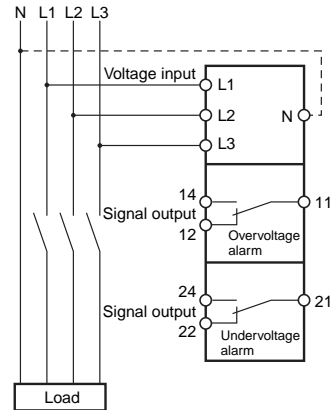 N L1 L2 L3
Voltage input
L1
L2
N
L3
14
11
Signal output
12
Overvoltage
alarm
24
21
Signal output
22
Undervoltage
alarm
Load